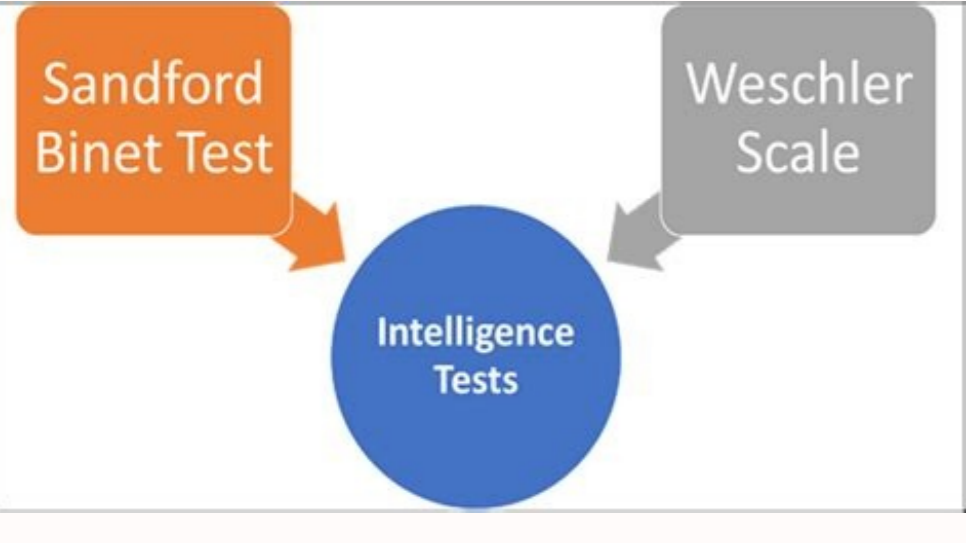 Sandford
Binet Test
Weschler
Scale
Intelligence
Tests